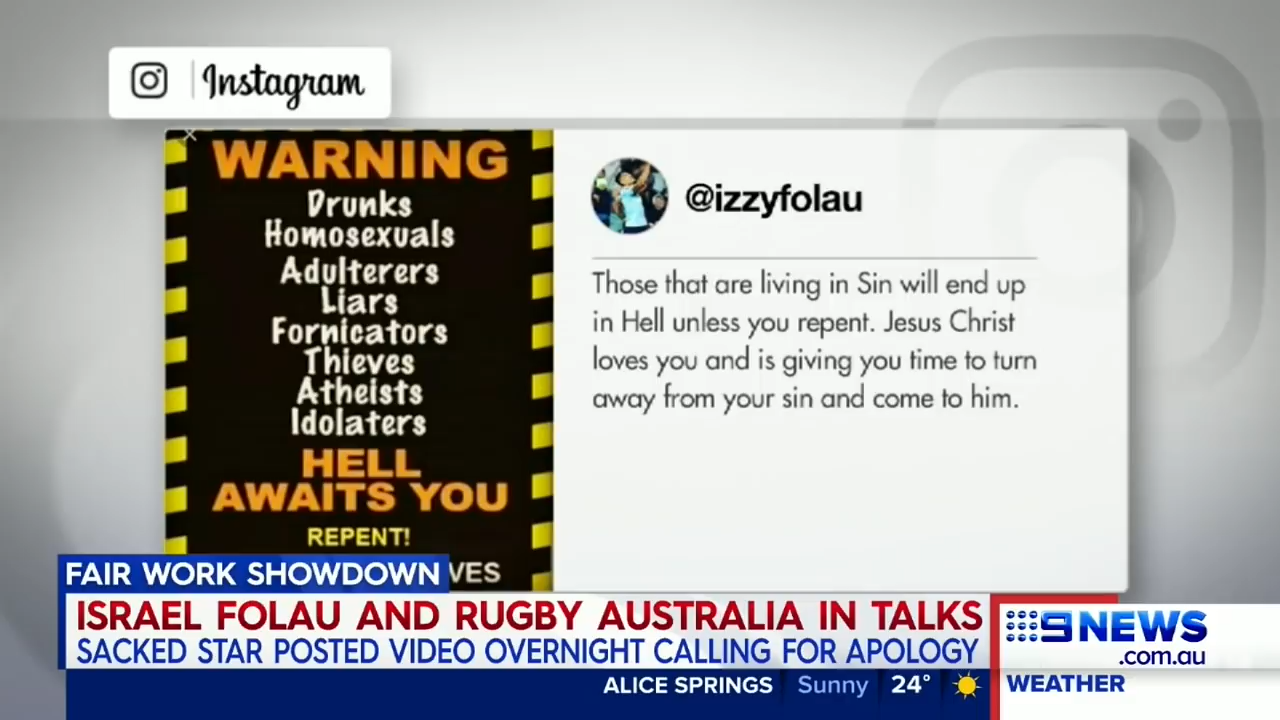 Instagram
WARNING
Drunks
Homosexuals
Adulterers
Liars
Fornicators
Thieves
Atheists
Idolaters
HELL
AWAITS YOU
REPENT!
VES
@izzyfolau
Those that are living in Sin will end up
in Hell unless you repent. Jesus Christ
loves you and is giving you time to turn
away from your sin and come to him.
FAIR WORK SHOWDOWN
ISRAEL FOLAU AND RUGBY AUSTRALIA IN TALKS
SACKED STAR POSTED VIDEO OVERNIGHT CALLING FOR APOLOGY
9NEWS
.com.au
ALICE SPRINGS Sunny 24° WEATHER